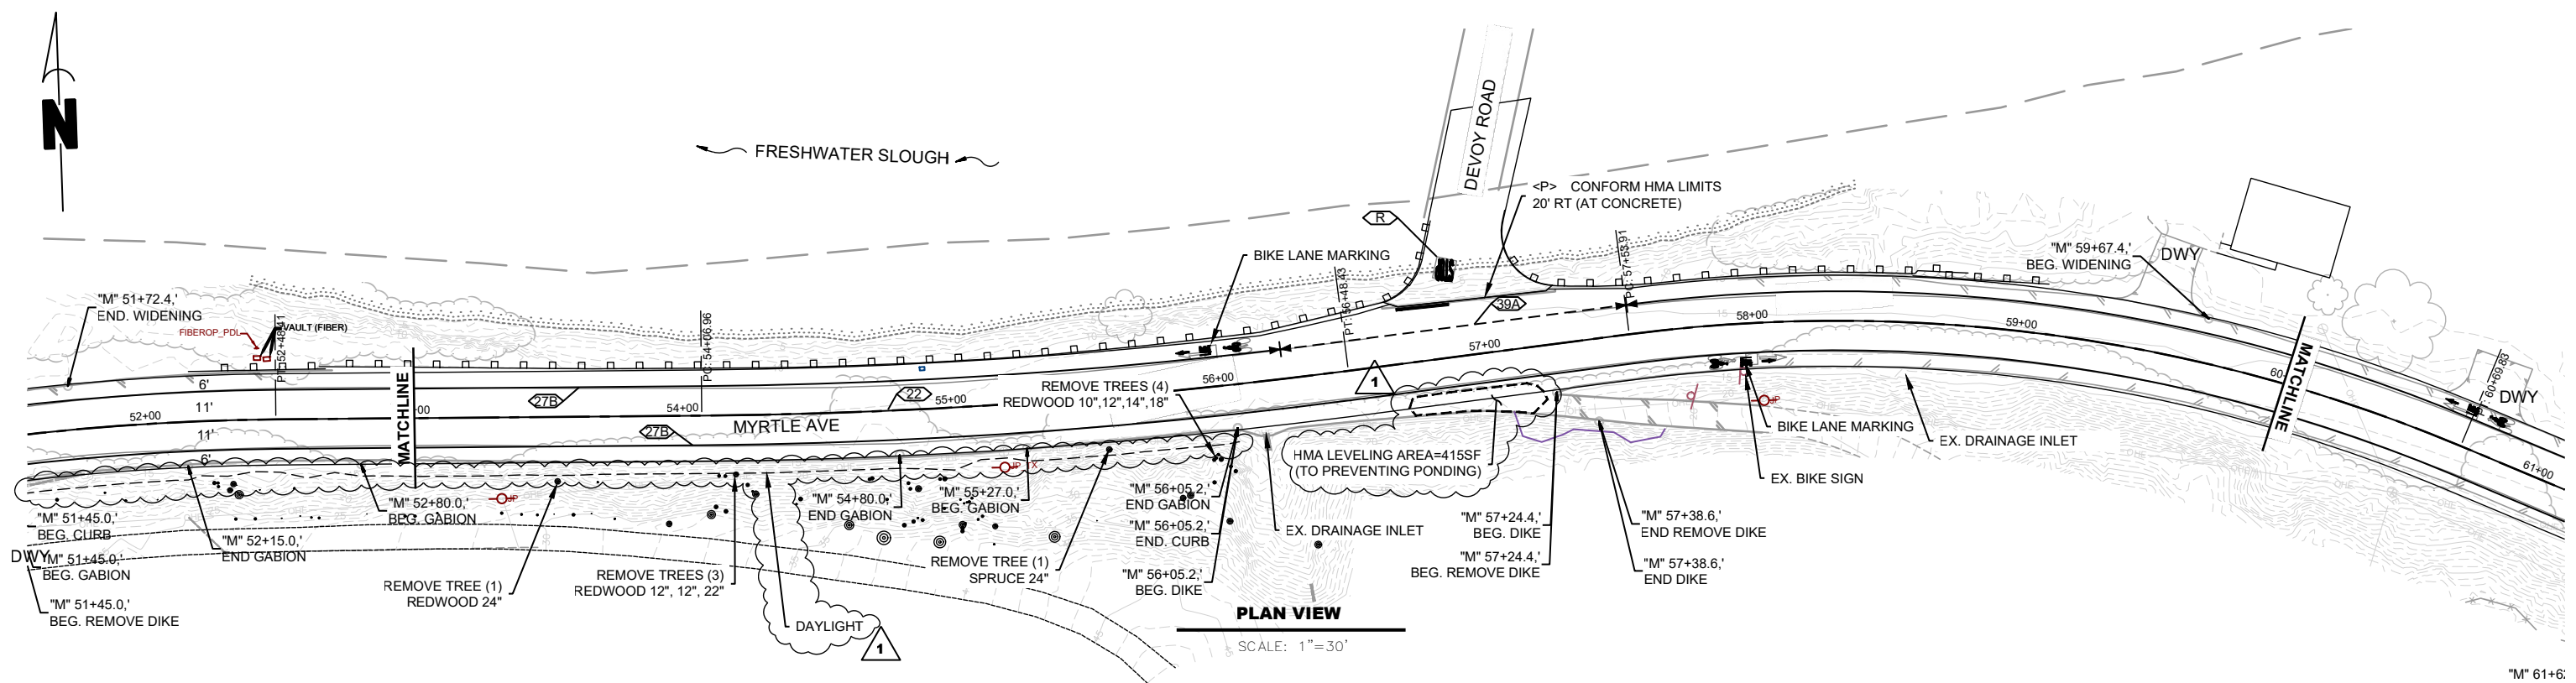 N
FRESHWATER SLOUGH
DEVOY ROAD
<P> CONFORM HMA LIMITS
20' RT (AT CONCRETE)
R
BIKE LANE MARKING
"M" 59+67.4,'
BEG. WIDENING
DWY
"M" 51+72.4,'
END. WIDENING
FIBEROP_PDL
VAULT (FIBER)
PT: 52+48.41
PC: 54+06.96
PT: 56+48.43
PC: 57+53.91
39A
6'
11'
11'
6'
52+00
MATCHLINE
27B
54+00
22
55+00
27B
MYRTLE AVE
REMOVE TREES (4)
REDWOOD 10",12",14",18"
56+00
57+00
1
58+00
59+00
MATCHLINE
60+69.83
DWY
61+00
JP
BIKE LANE MARKING
EX. BIKE SIGN
EX. DRAINAGE INLET
HMA LEVELING AREA=415SF
(TO PREVENTING PONDING)
"M" 51+45.0,'
BEG. CURB
DWY
"M" 51+45.0,'
BEG. GABION
"M" 51+45.0,'
BEG. REMOVE DIKE
"M" 52+15.0,'
END GABION
"M" 52+80.0,'
BEG. GABION
JP
REMOVE TREE (1)
REDWOOD 24"
REMOVE TREES (3)
REDWOOD 12", 12", 22"
DAYLIGHT
1
"M" 54+80.0,'
END GABION
"M" 55+27.0,'
BEG. GABION
REMOVE TREE (1)
SPRUCE 24"
"M" 56+05.2,'
END GABION
"M" 56+05.2,'
END. CURB
"M" 56+05.2,'
BEG. DIKE
EX. DRAINAGE INLET
"M" 57+24.4,'
BEG. DIKE
"M" 57+24.4,'
BEG. REMOVE DIKE
"M" 57+38.6,'
END REMOVE DIKE
"M" 57+38.6,'
END DIKE
PLAN VIEW
SCALE: 1"=30'